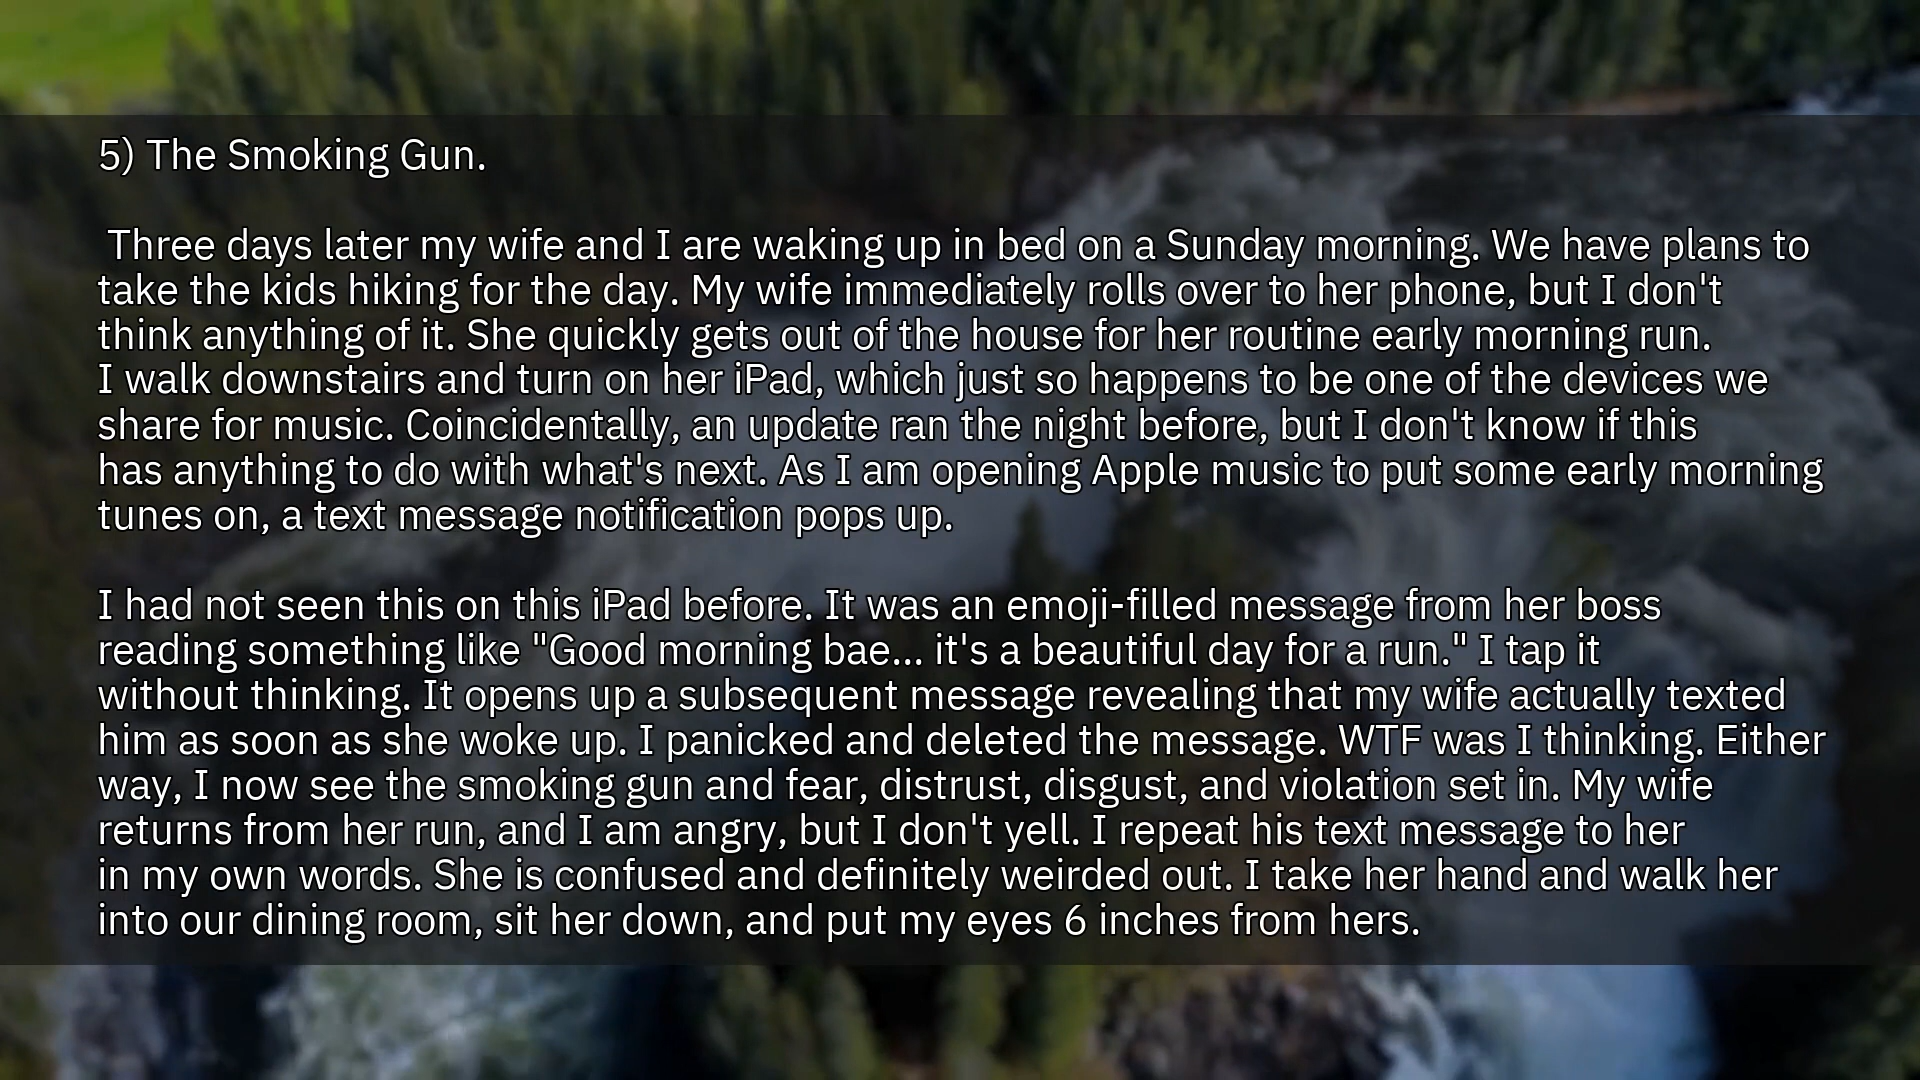 5) The Smoking Gun.
Three days later my wife and I are waking up in bed on a Sunday morning. We have plans to
take the kids hiking for the day. My wife immediately rolls over to her phone, but I don't
think anything of it. She quickly gets out of the house for her routine early morning run.
I walk downstairs and turn on her iPad, which just so happens to be one of the devices we
share for music. Coincidentally, an update ran the night before, but I don't know if this
has anything to do with what's next. As I am opening Apple music to put some early morning
tunes on, a text message notification pops up.
I had not seen this on this iPad before. It was an emoji-filled message from her boss
reading something like "Good morning bae... it's a beautiful day for a run." I tap it
without thinking. It opens up a subsequent message revealing that my wife actually texted
him as soon as she woke up. I panicked and deleted the message. WTF was I thinking. Either
way, I now see the smoking gun and fear, distrust, disgust, and violation set in. My wife
returns from her run, and I am angry, but I don't yell. I repeat his text message to her
in my own words. She is confused and definitely weirded out. I take her hand and walk her
into our dining room, sit her down, and put my eyes 6 inches from hers.